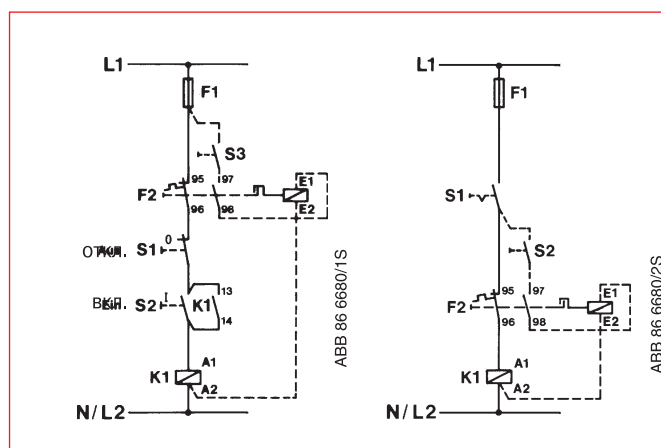 L1
F1
S3
F2
95
97
E1
96
98
E2
S1
0
S2
I
K1
13
14
K1
A1
A2
N/L2
ABB 86 6680/1S
L1
F1
S1
S2
F2
95
97
E1
96
98
E2
K1
A1
A2
N/L2
ABB 86 6680/2S